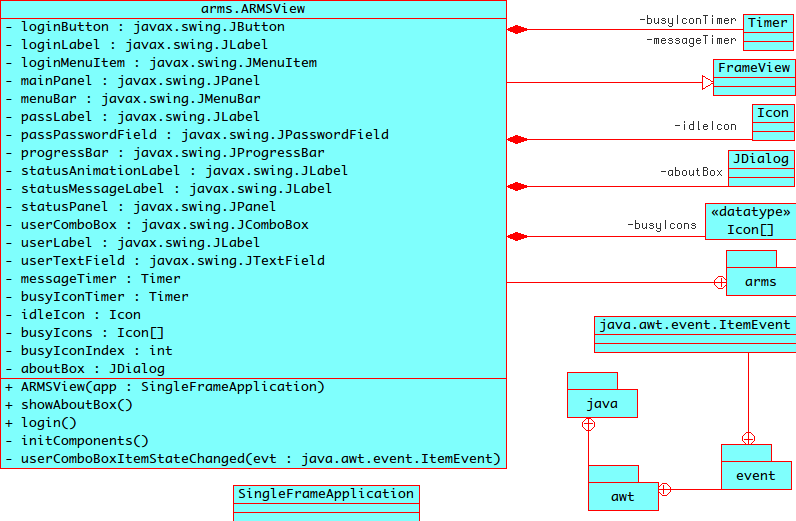 arms.ARMSView
- loginButton : javax.swing.JButton
- loginLabel : javax.swing.JLabel
- loginMenuItem : javax.swing.JMenuItem
- mainPanel : javax.swing.JPanel
- menuBar : javax.swing.JMenuBar
- passLabel : javax.swing.JLabel
- passPasswordField : javax.swing.JPasswordField
- progressBar : javax.swing.JProgressBar
- statusAnimationLabel : javax.swing.JLabel
- statusMessageLabel : javax.swing.JLabel
- statusPanel : javax.swing.JPanel
- userComboBox : javax.swing.JComboBox
- userLabel : javax.swing.JLabel
- userTextField : javax.swing.JTextField
- messageTimer : Timer
- busyIconTimer : Timer
- idleIcon : Icon
- busyIcons : Icon[]
- busyIconIndex : int
- aboutBox : JDialog
+ ARMSView(app : SingleFrameApplication)
+ showAboutBox()
+ login()
- initComponents()
- userComboBoxItemStateChanged(evt : java.awt.event.ItemEvent)
-busyIconTimer
-messageTimer
Timer
FrameView
-idleIcon
Icon
-aboutBox
JDialog
-busyIcons
«datatype»
Icon[]
arms
java.awt.event.ItemEvent
java
event
awt
SingleFrameApplication